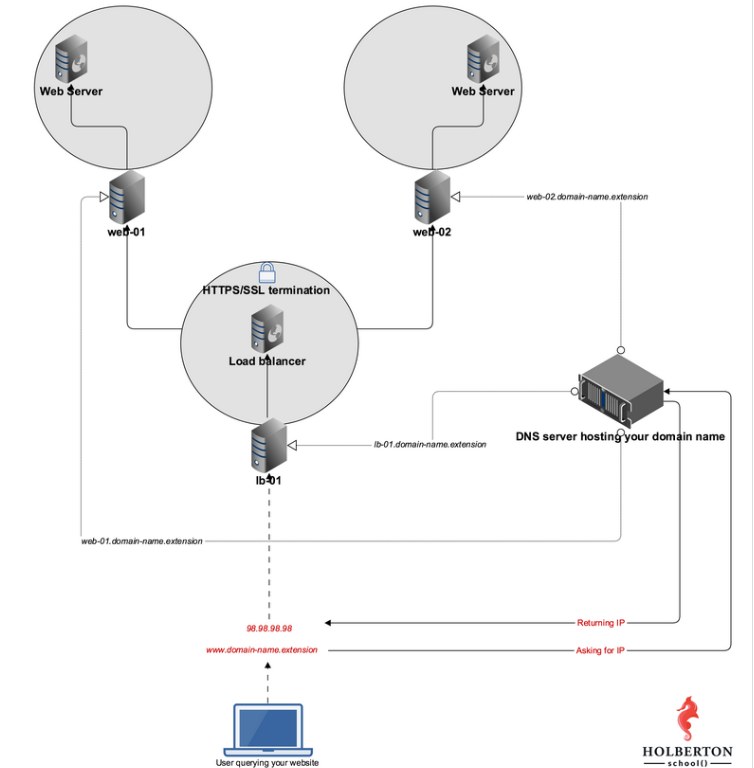 Web Server
Web Server
web-02.domain-name.extension
web-01
web-02
HTTPS/SSL termination
Load balancer
DNS server hosting your domain name
lb-01.domain-name.extension
lb-01
web-01.domain-name.extension
98.98.98.98
Returning IP
www.domain-name.extension
Asking for IP
User querying your website
HOLBERTON
school()